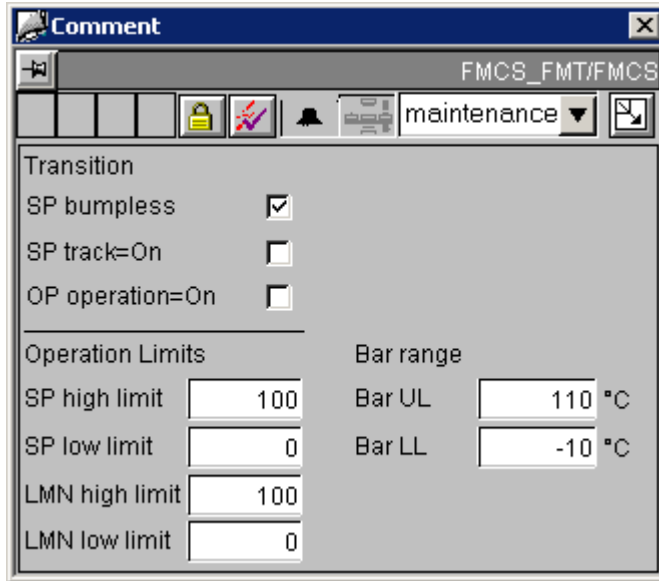 Comment
FMCS_FMT/FMCS
maintenance
Transition
SP bumpless
SP track=On
OP operation=On
Operation Limits
Bar range
SP high limit 100
Bar UL 110 °C
SP low limit 0
Bar LL -10 °C
LMN high limit 100
LMN low limit 0